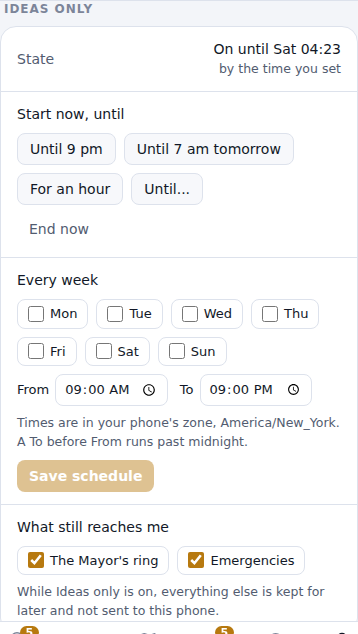 IDEAS ONLY
State
On until Sat 04:23
by the time you set
Start now, until
Until 9 pm
Until 7 am tomorrow
For an hour
Until...
End now
Every week
Mon
Tue
Wed
Thu
Fri
Sat
Sun
From 09:00 AM To 09:00 PM
Times are in your phone's zone, America/New_York.
A To before From runs past midnight.
Save schedule
What still reaches me
The Mayor's ring
Emergencies
While Ideas only is on, everything else is kept for
later and not sent to this phone.
5
5